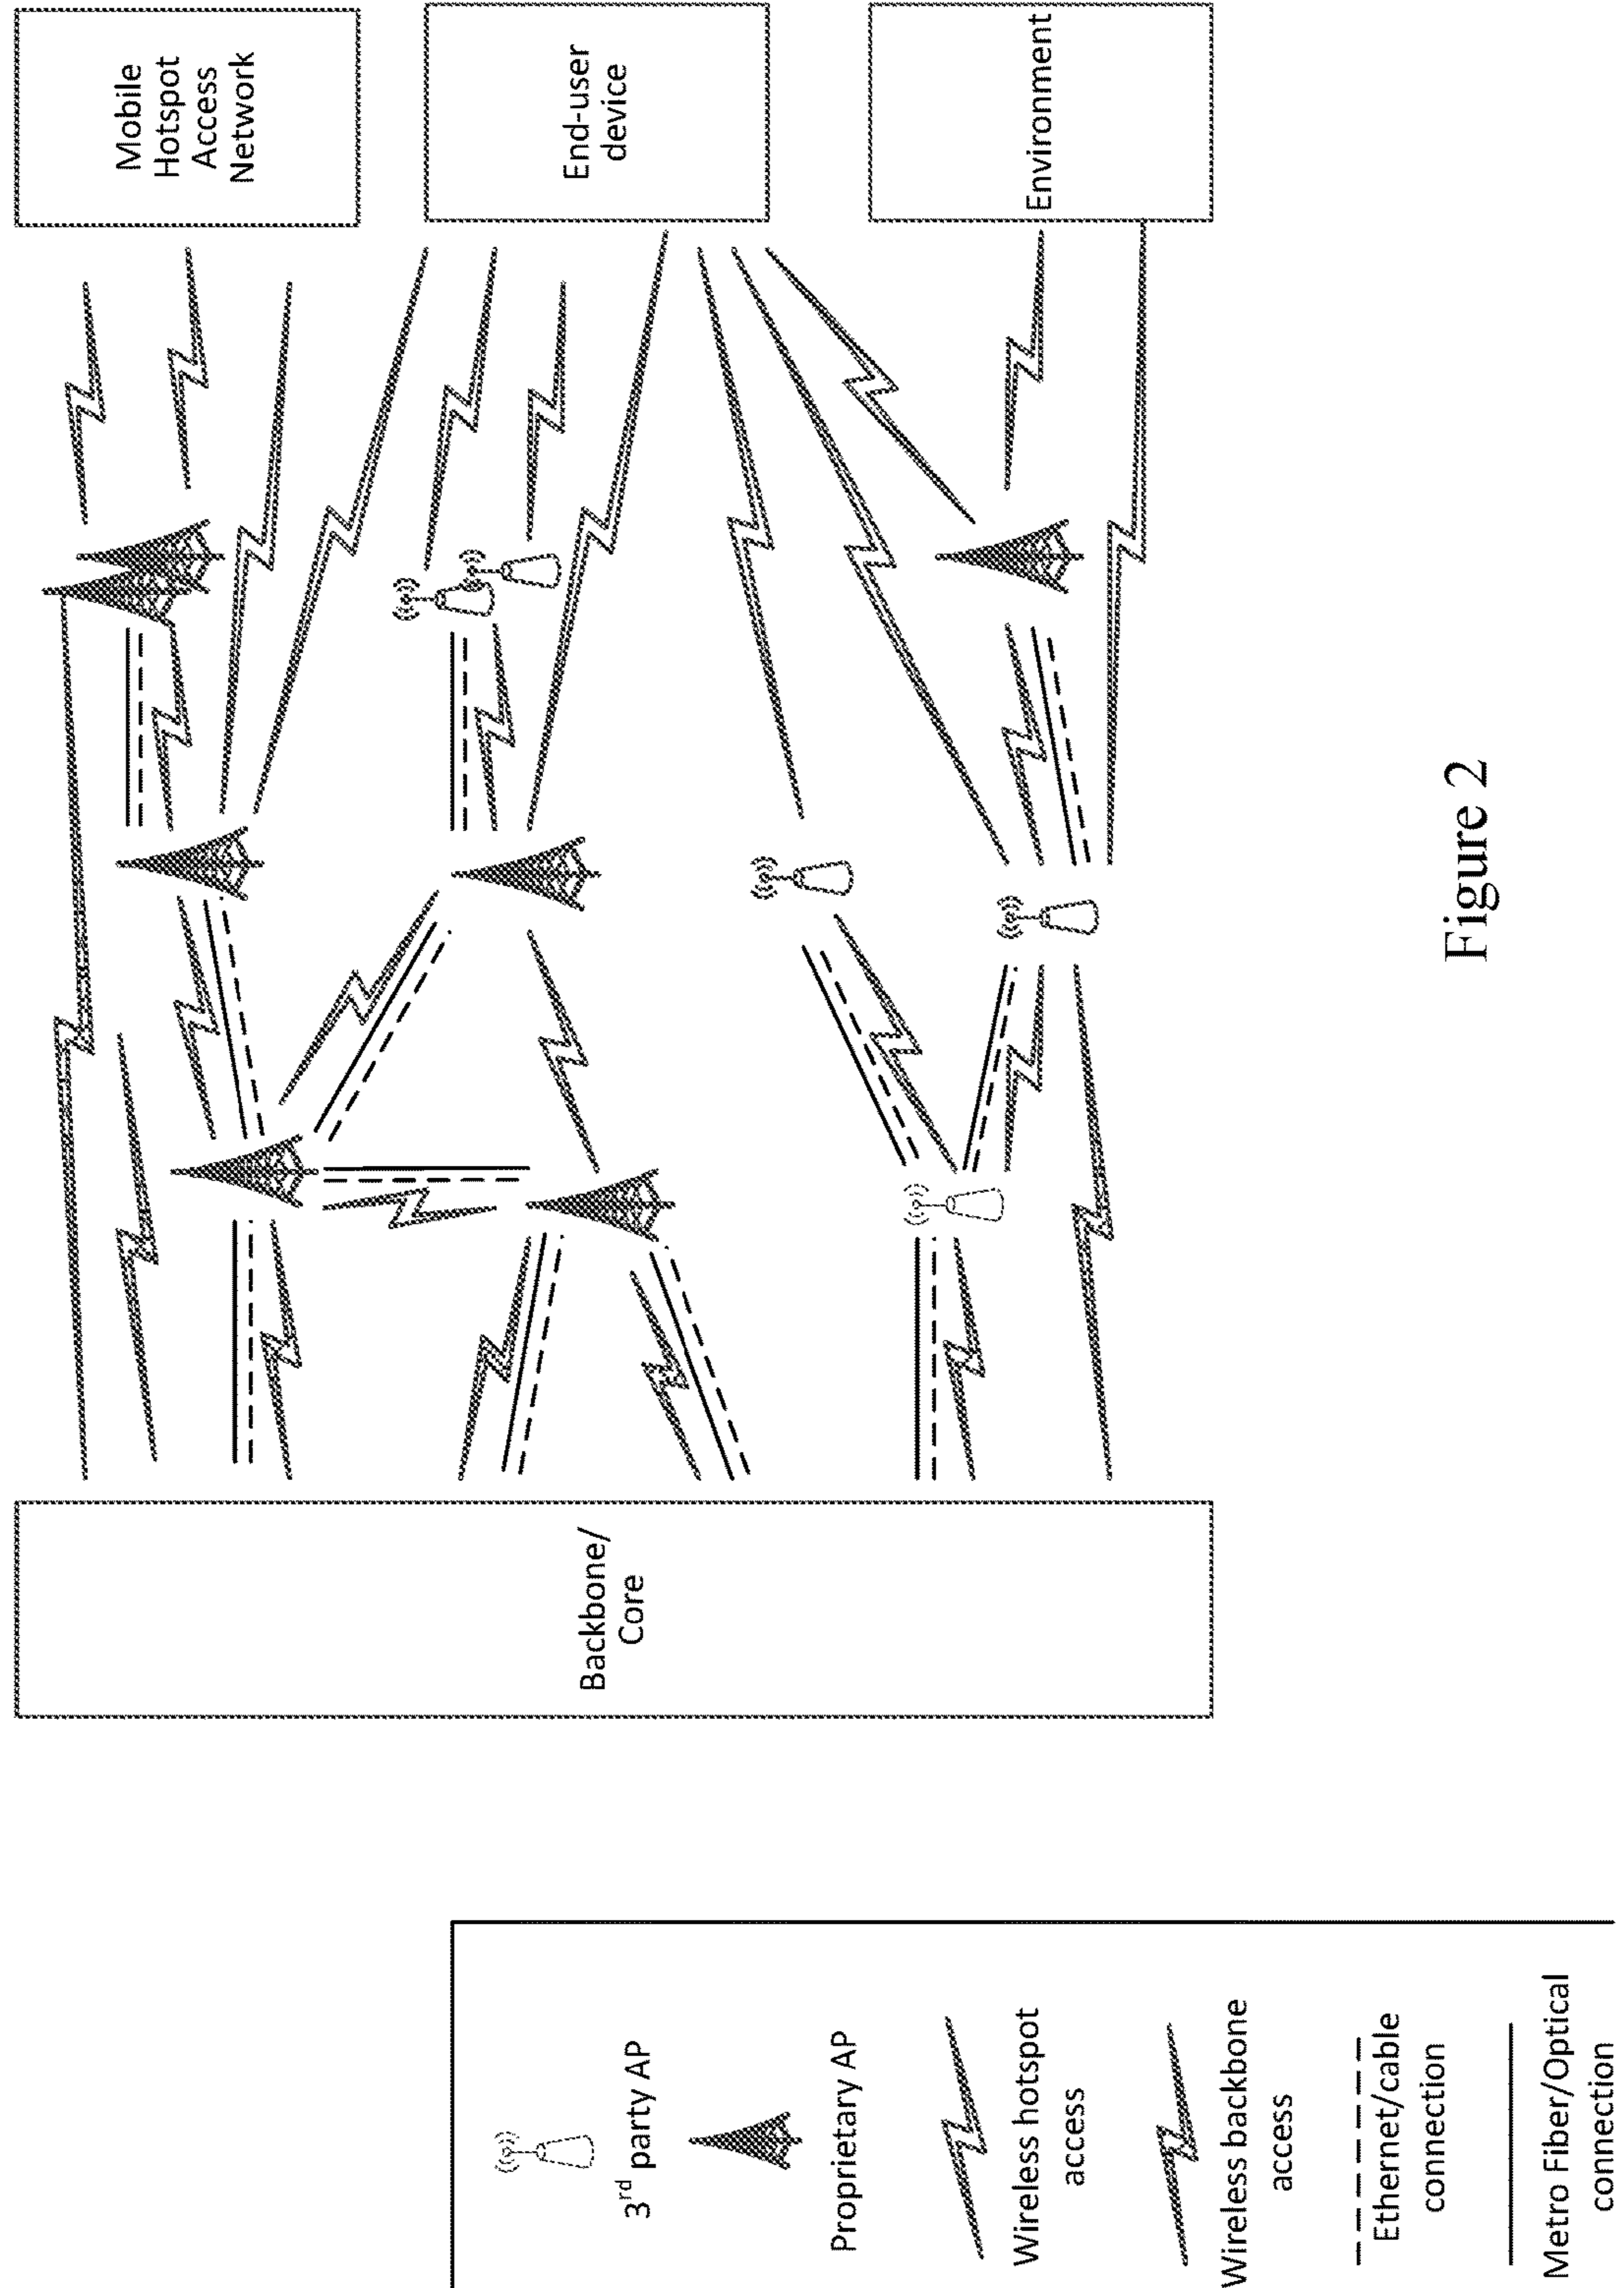 Mobile
Hotspot
Access
Network
End-user
device
Environment
Backbone/
Core
3rd party AP
Proprietary AP
Wireless hotspot
access
Wireless backbone
access
Ethernet/cable
connection
Metro Fiber/Optical
connection
Figure 2